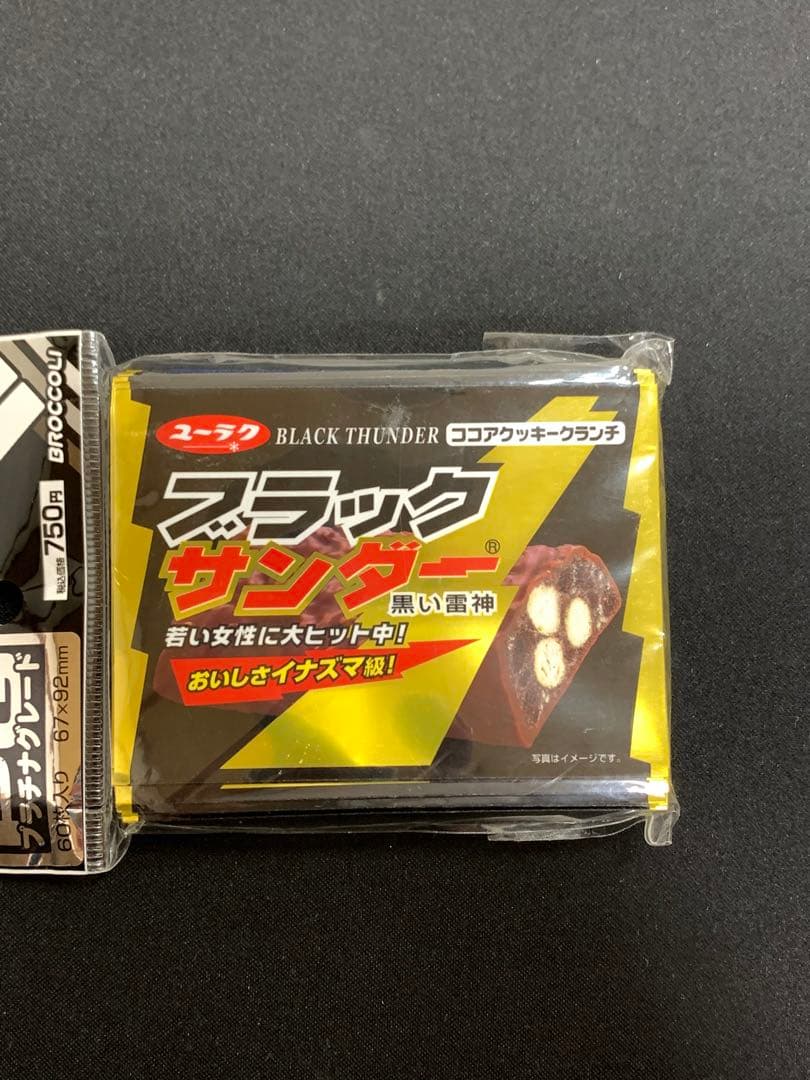 ユーラク
BLACK THUNDER
ココアクッキークランチ
ブラック
サンダー®
黒い雷神
若い女性に大ヒット中!
おいしさイナズマ級!
写真はイメージです。
BROCCOLI
税込価格 750円
プラチナグレード
60枚入り 67×92mm